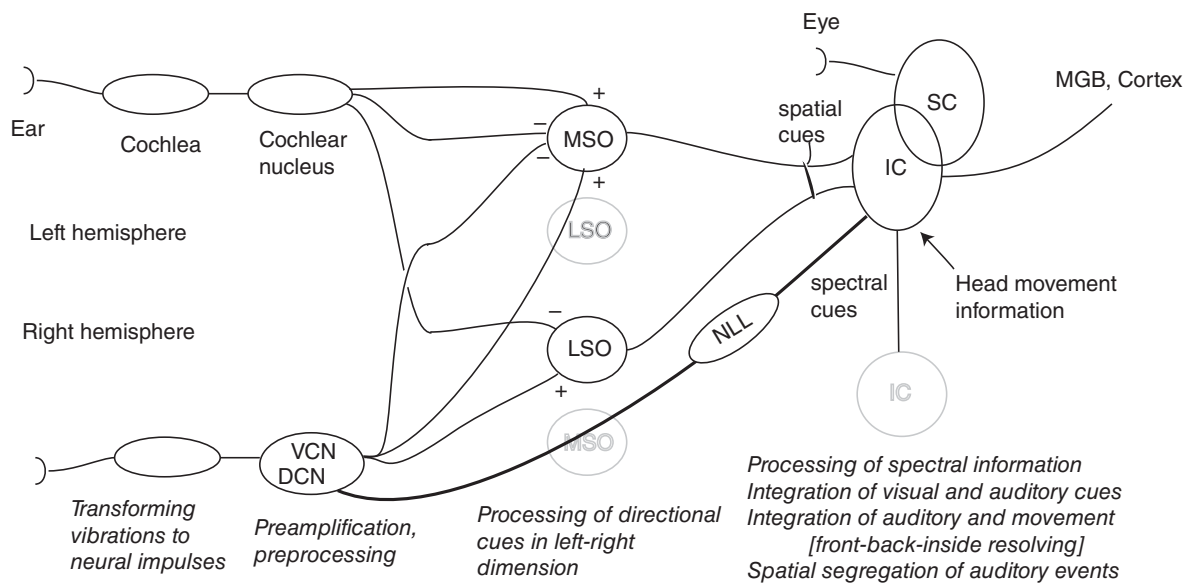 Eye
MGB, Cortex
SC
spatial
cues
+
−
MSO
−
+
IC
Ear
Cochlea
Cochlear
nucleus
LSO
Left hemisphere
Right hemisphere
spectral
cues
Head movement
information
NLL
−
LSO
+
IC
MSO
VCN
DCN
Transforming
vibrations to
neural impulses
Preamplification,
preprocessing
Processing of directional
cues in left-right
dimension
Processing of spectral information
Integration of visual and auditory cues
Integration of auditory and movement
[front-back-inside resolving]
Spatial segregation of auditory events